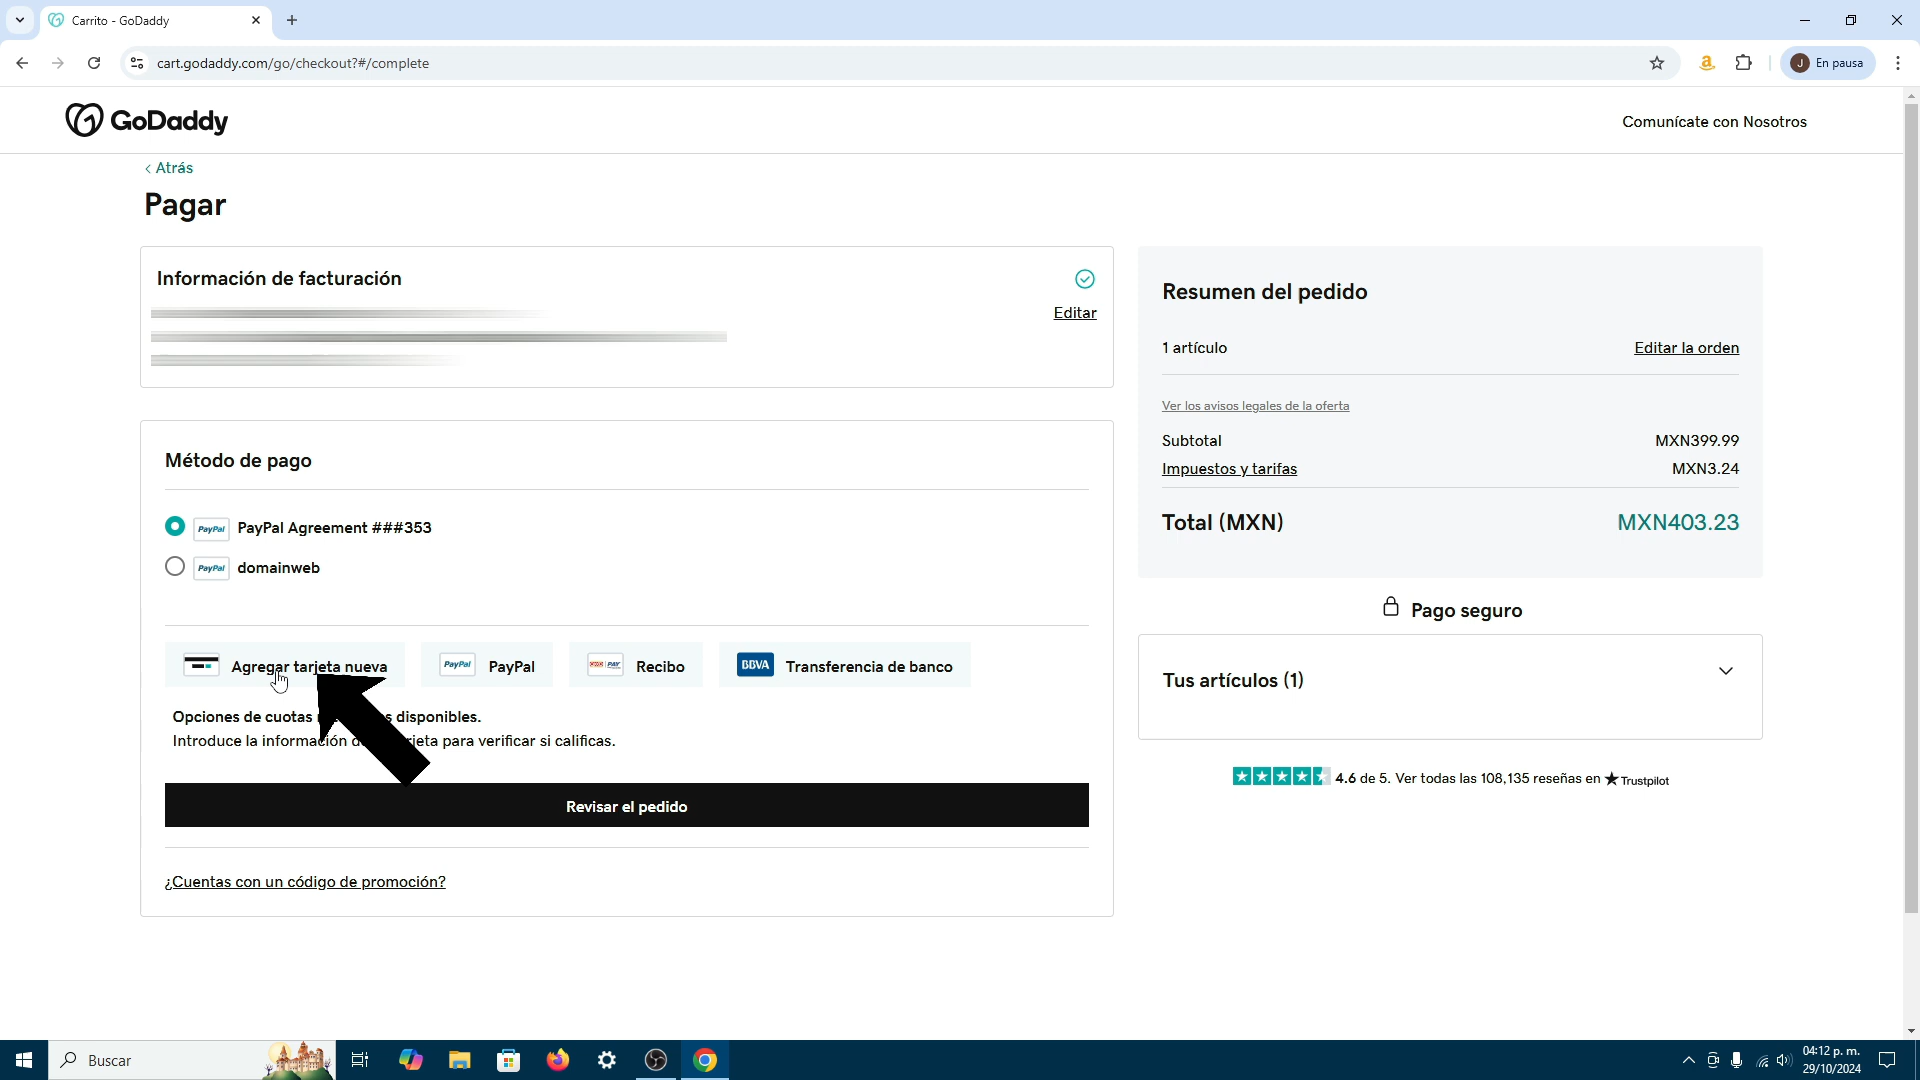 Carrito - GoDaddy
cart.godaddy.com/go/checkout?#/complete
a
J En pausa
GoDaddy
Comunícate con Nosotros
< Atrás
Pagar
Información de facturación
Editar
Método de pago
PayPal PayPal Agreement ###353
PayPal domainweb
Agregar tarjeta nueva
PayPal PayPal
Recibo
BBVA Transferencia de banco
Opciones de cuotas disponibles.
Introduce la información para verificar si calificas.
Revisar el pedido
¿Cuentas con un código de promoción?
Resumen del pedido
1 artículo Editar la orden
Ver los avisos legales de la oferta
Subtotal MXN399.99
Impuestos y tarifas MXN3.24
Total (MXN) MXN403.23
Pago seguro
Tus artículos (1)
4.6 de 5. Ver todas las 108,135 reseñas en Trustpilot
Buscar
04:12 p. m.
29/10/2024